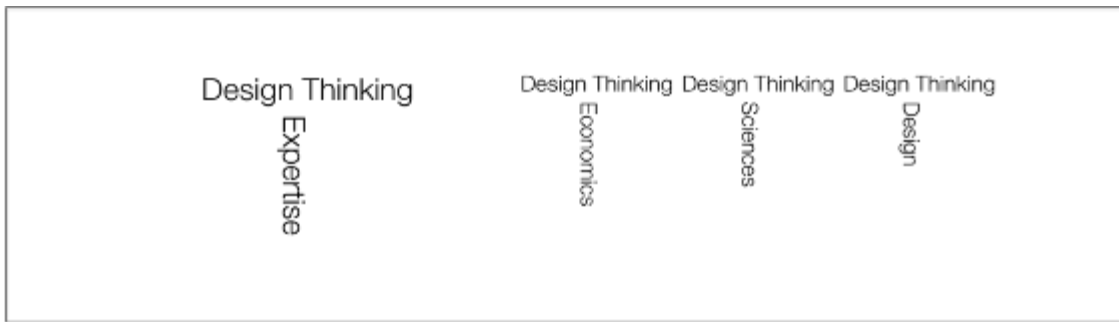 Design Thinking
Expertise
Design Thinking Design Thinking Design Thinking
Economics
Sciences
Design